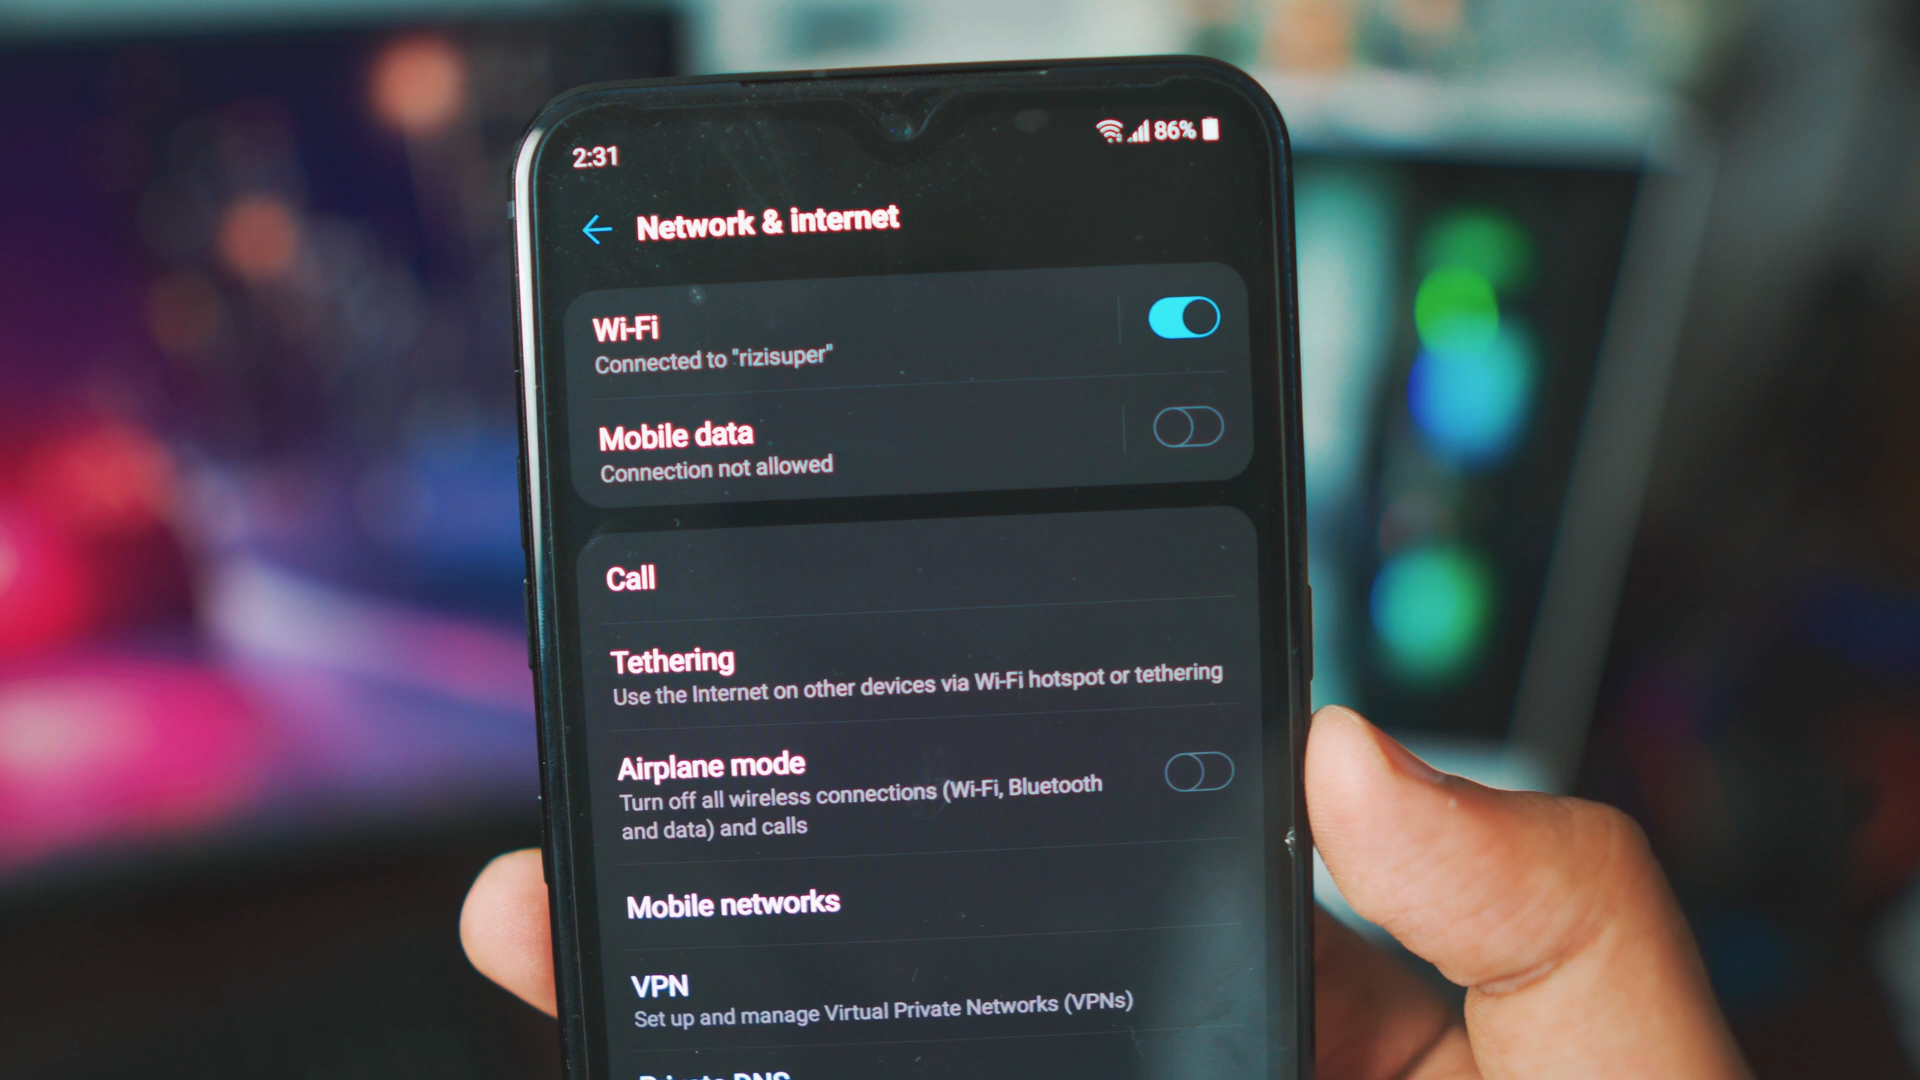 2:31
86%
Network & internet
Wi-Fi
Connected to "rizisuper"
Mobile data
Connection not allowed
Call
Tethering
Use the Internet on other devices via Wi-Fi hotspot or tethering
Airplane mode
Turn off all wireless connections (Wi-Fi, Bluetooth
and data) and calls
Mobile networks
VPN
Set up and manage Virtual Private Networks (VPNs)
Private DNS